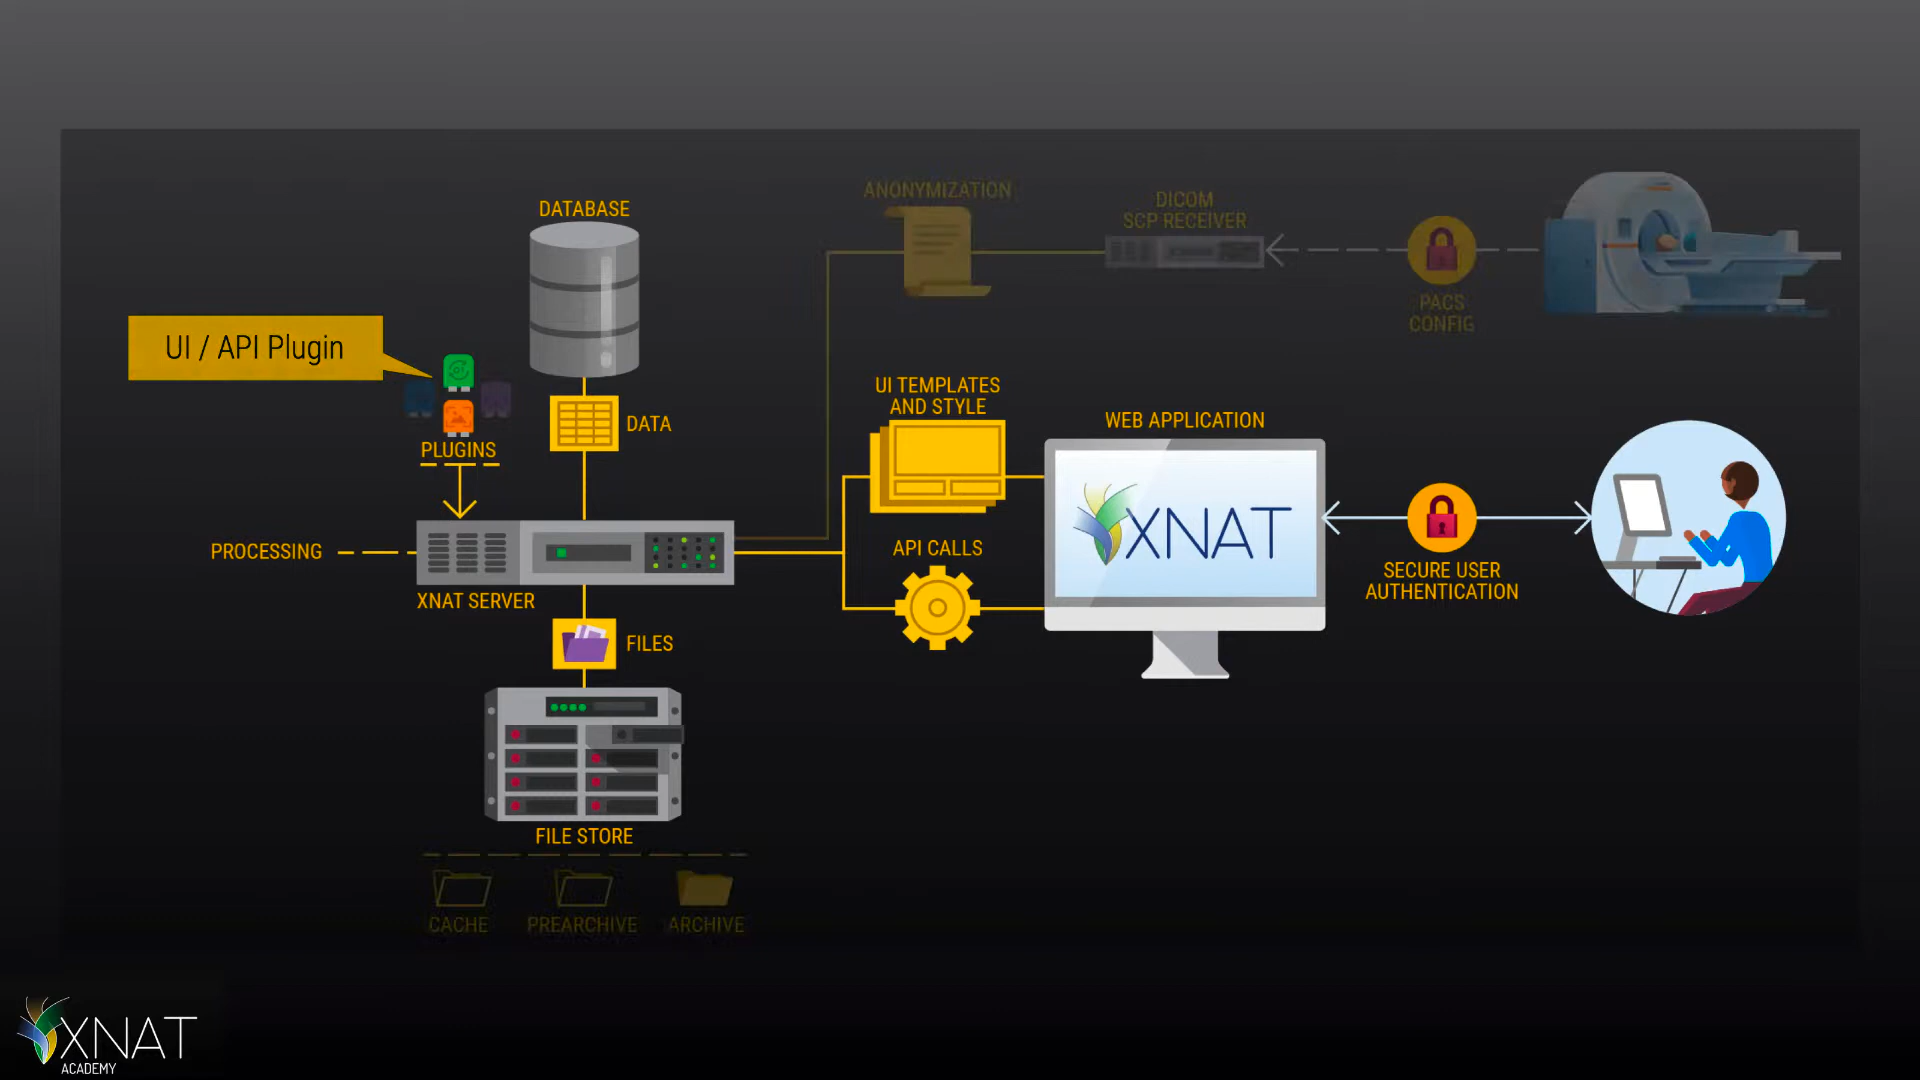 ANONYMIZATION
DICOM
SCP RECEIVER
DATABASE
PACS
CONFIG
UI / API Plugin
UI TEMPLATES
AND STYLE
DATA
WEB APPLICATION
PLUGINS
XNAT
PROCESSING
API CALLS
SECURE USER
AUTHENTICATION
XNAT SERVER
FILES
FILE STORE
CACHE
PREARCHIVE
ARCHIVE
XNAT
ACADEMY